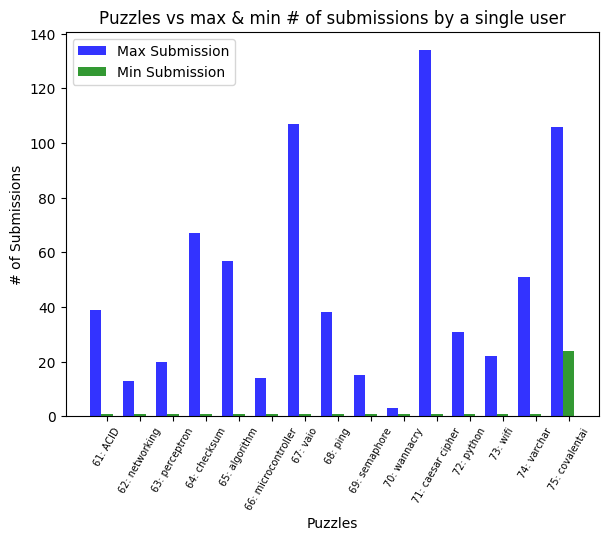 Puzzles vs max & min # of submissions by a single user
Max Submission
Min Submission
# of Submissions
140
120
100
80
60
40
20
0
61: ACID
62: networking
63: perceptron
64: checksum
65: algorithm
66: microcontroller
67: vaio
68: ping
69: semaphore
70: wannacry
71: caesar cipher
72: python
73: wifi
74: varchar
75: covalentai
Puzzles